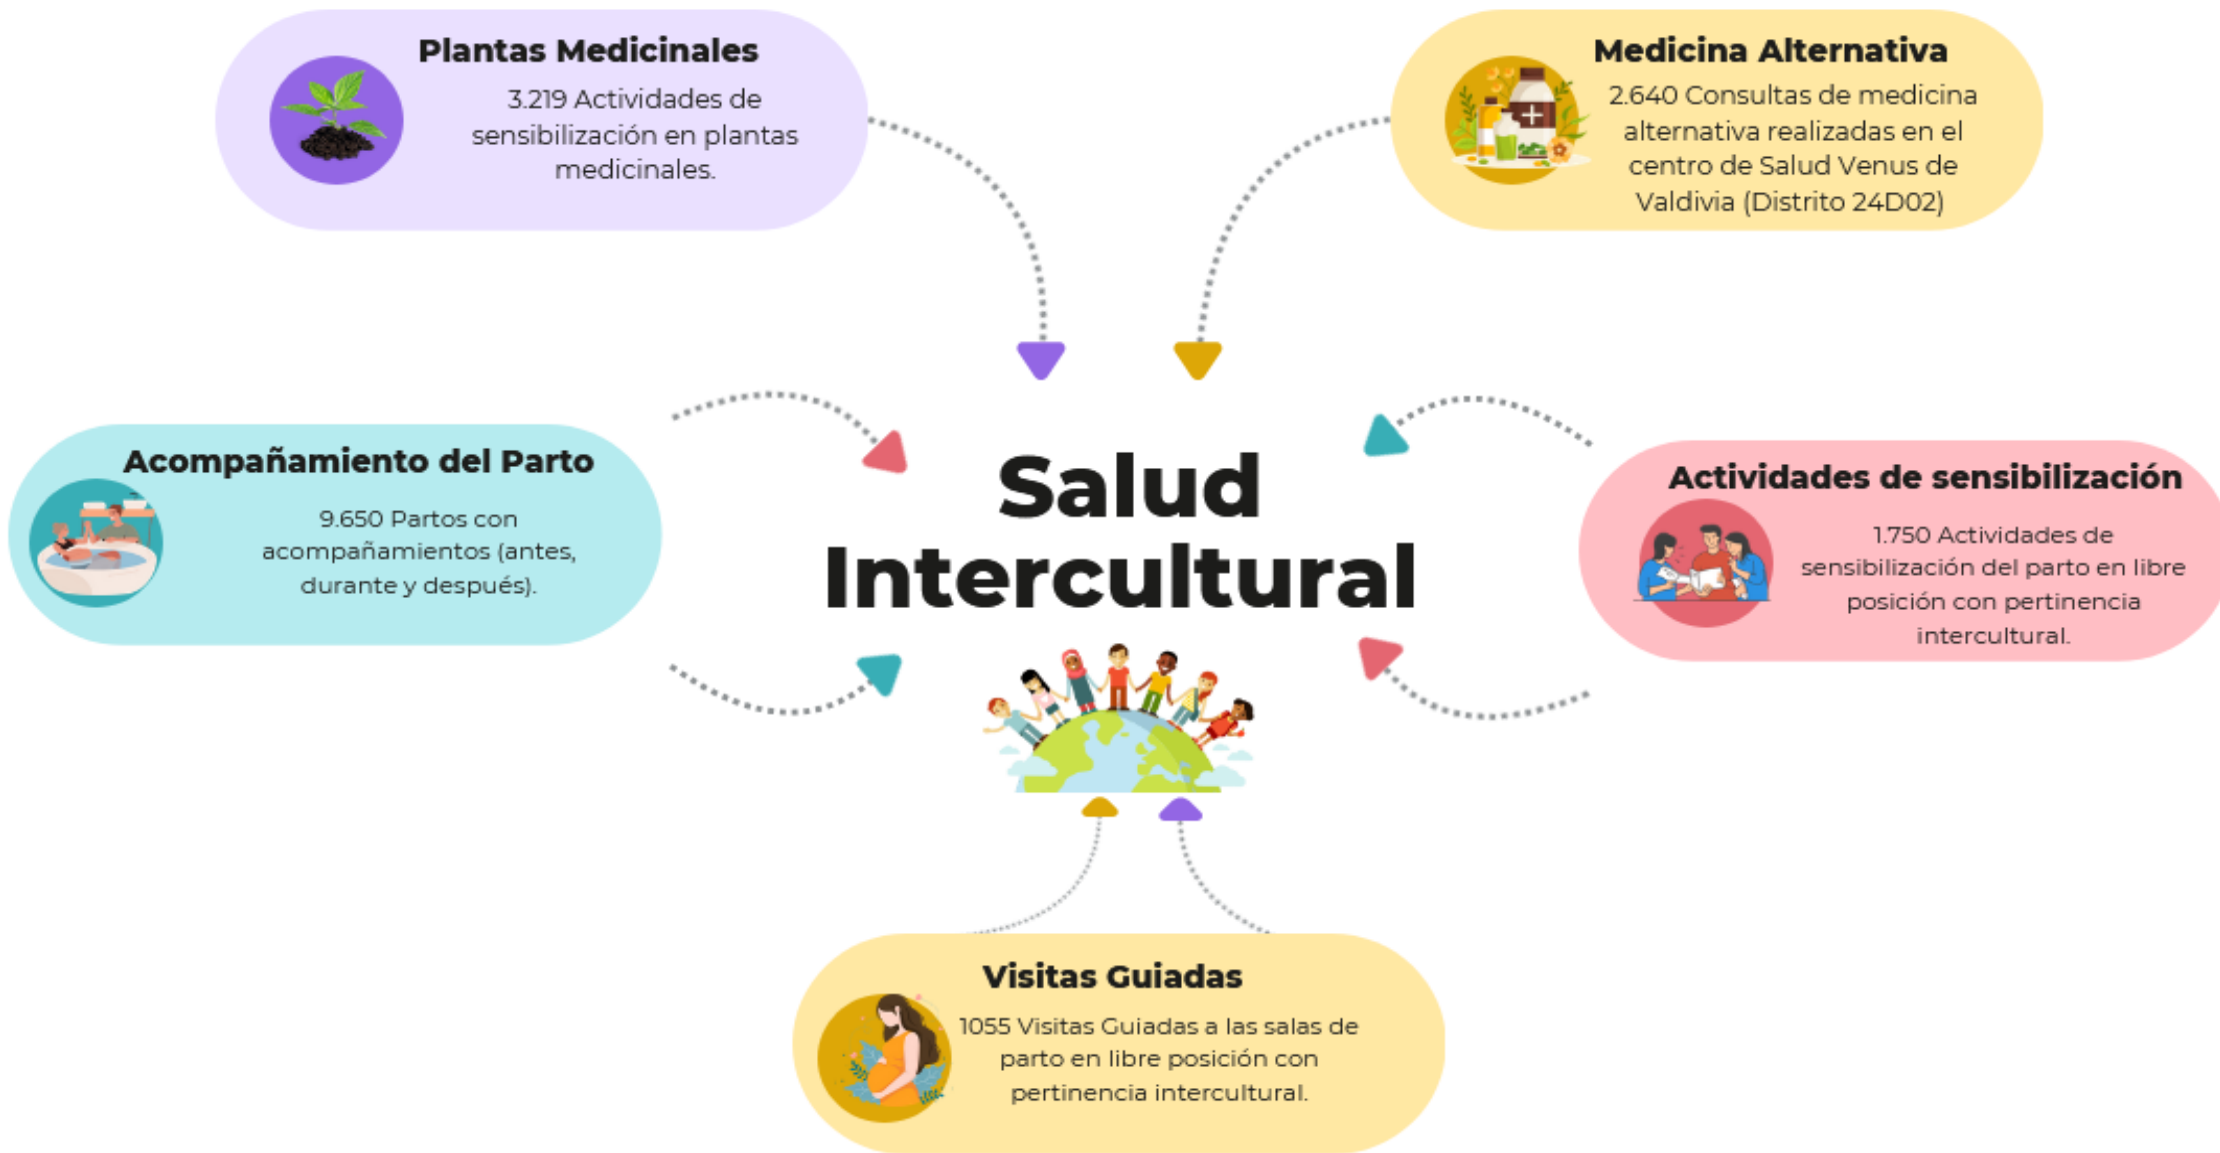 Plantas Medicinales
3.219 Actividades de
sensibilización en plantas
medicinales.
Medicina Alternativa
2.640 Consultas de medicina
alternativa realizadas en el
centro de Salud Venus de
Valdivia (Distrito 24D02)
Acompañamiento del Parto
9.650 Partos con
acompañamientos (antes,
durante y después).
Salud
Intercultural
Actividades de sensibilización
1.750 Actividades de
sensibilización del parto en libre
posición con pertinencia
intercultural.
Visitas Guiadas
1055 Visitas Guiadas a las salas de
parto en libre posición con
pertinencia intercultural.